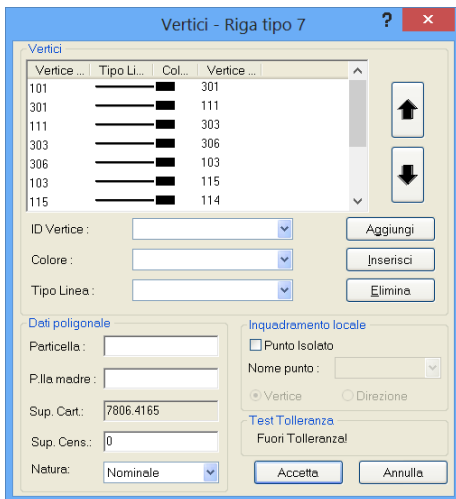 Vertici - Riga tipo 7
?
×
Vertici
Vertice ... Tipo Li... Col... Vertice ...
101 301
301 111
111 303
303 306
306 103
103 115
115 114
ID Vertice :
Aggiungi
Colore :
Inserisci
Tipo Linea :
Elimina
Dati poligonale
Particella :
P.lla madre :
Sup. Cart.: 7806.4165
Sup. Cens.: 0
Natura: Nominale
Inquadramento locale
Punto Isolato
Nome punto :
Vertice Direzione
Test Tolleranza
Fuori Tolleranza!
Accetta Annulla